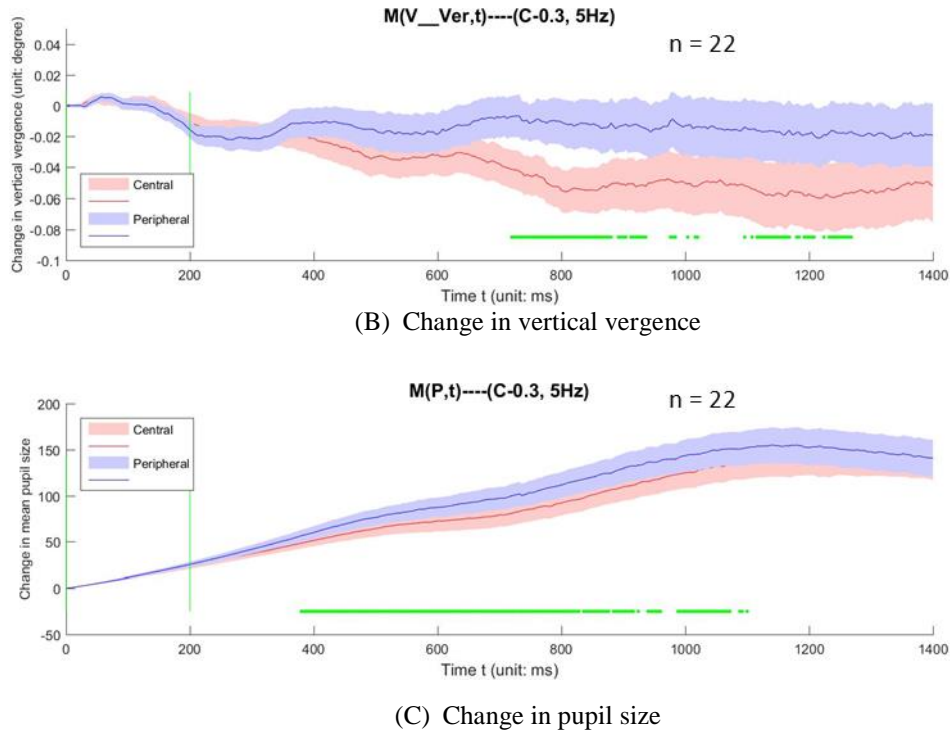 M(V__Ver,t)----(C-0.3, 5Hz)
n = 22
Change in vertical vergence (unit: degree)
0.04
0.02
0
-0.02
-0.04
-0.06
-0.08
-0.1
Central
Peripheral
0 200 400 600 800 1000 1200 1400
Time t (unit: ms)
(B) Change in vertical vergence
M(P,t)----(C-0.3, 5Hz)
n = 22
Change in mean pupil size
200
150
100
50
0
-50
Central
Peripheral
0 200 400 600 800 1000 1200 1400
Time t (unit: ms)
(C) Change in pupil size